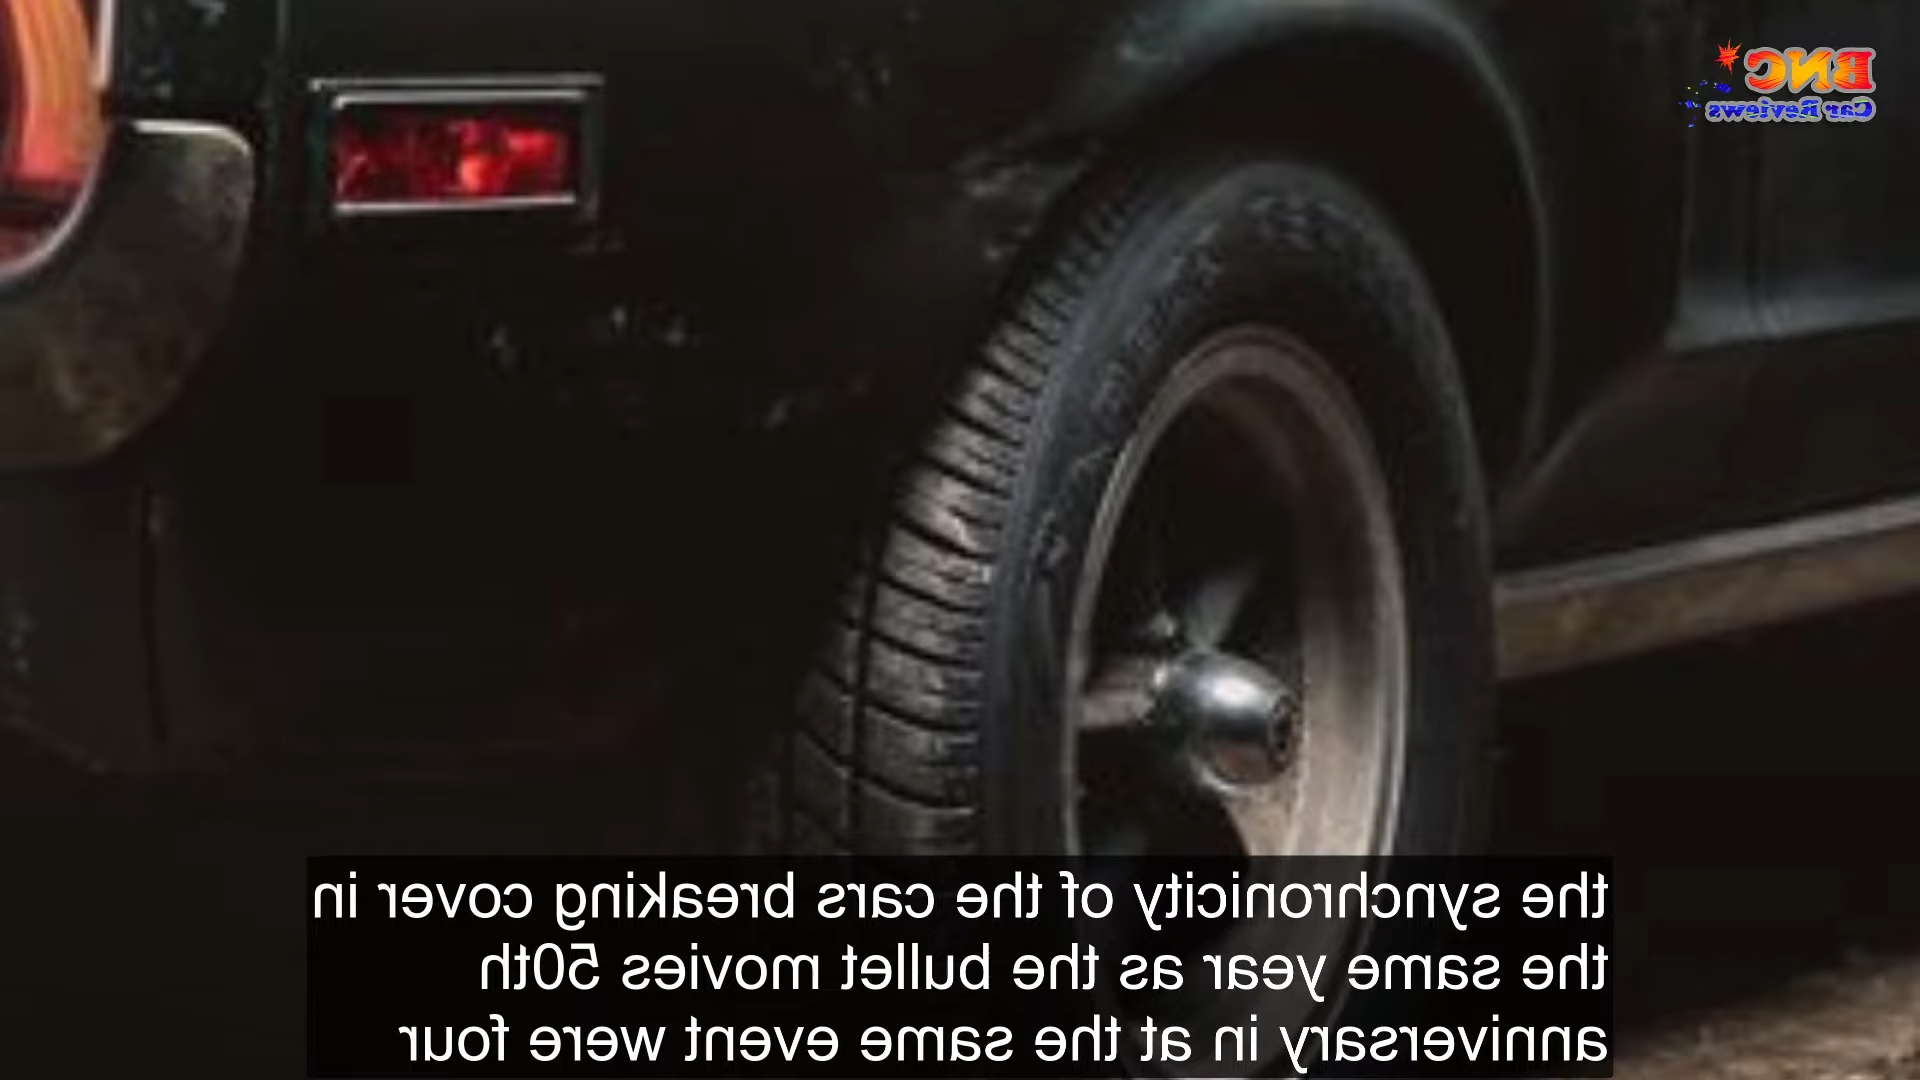 BNC
Car Reviews
the synchronicity of the cars breaking cover in
the same year as the bullet movies 50th
anniversary in at the same event were four